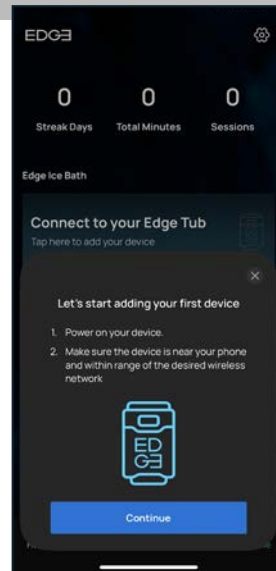 EDGE
0 0 0
Streak Days Total Minutes Sessions
Edge Ice Bath
Connect to your Edge Tub
Tap here to add your device
Let's start adding your first device
1. Power on your device.
2. Make sure the device is near your phone
and within range of the desired wireless
network
ED
GE
Continue